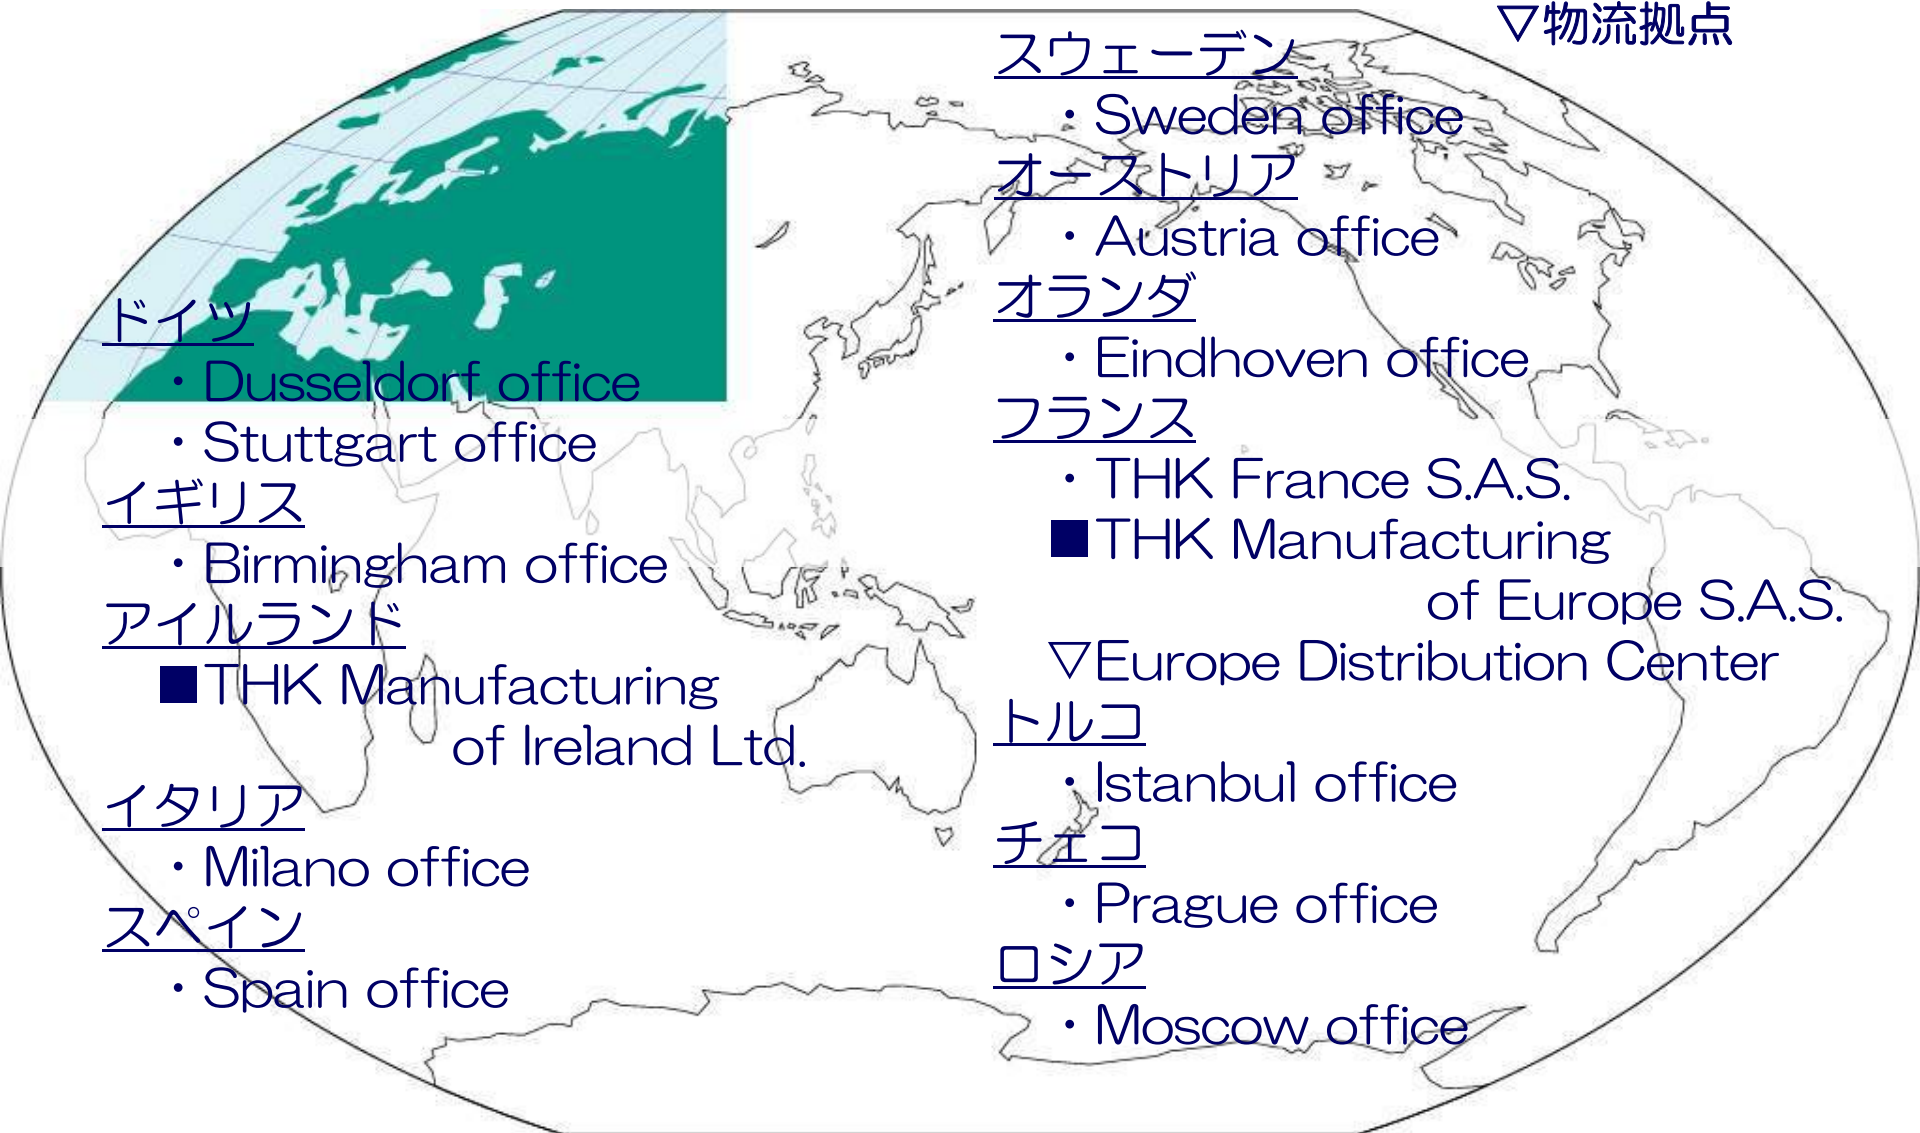 ▽物流拠点
ドイツ
・Dusseldorf office
・Stuttgart office
イギリス
・Birmingham office
アイルランド
■THK Manufacturing
of Ireland Ltd.
イタリア
・Milano office
スペイン
・Spain office
スウェーデン
・Sweden office
オーストリア
・Austria office
オランダ
・Eindhoven office
フランス
・THK France S.A.S.
■THK Manufacturing
of Europe S.A.S.
▽Europe Distribution Center
トルコ
・Istanbul office
チェコ
・Prague office
ロシア
・Moscow office